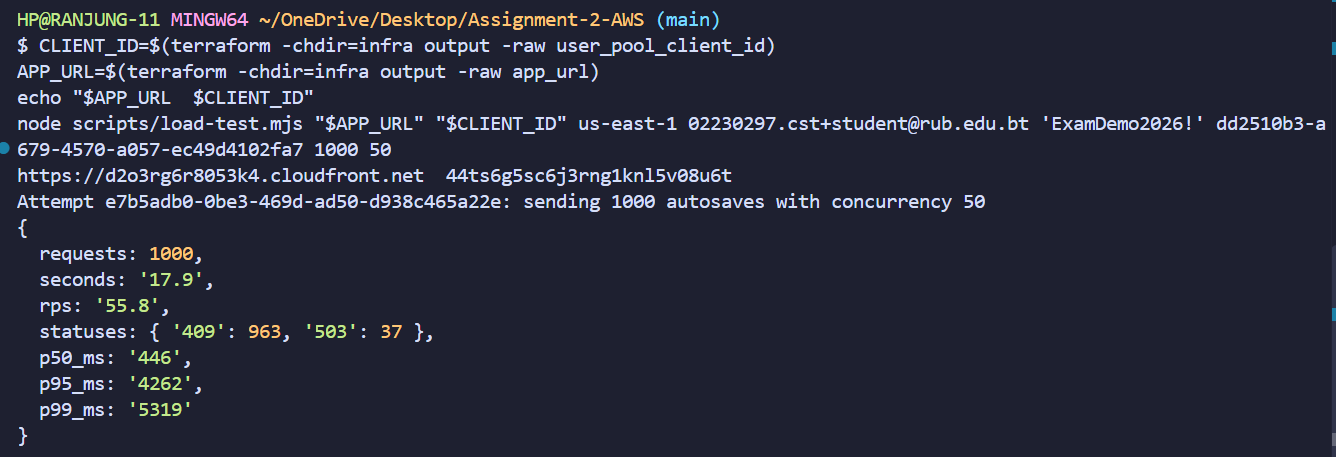 HP@RANJUNG-11 MINGW64 ~/OneDrive/Desktop/Assignment-2-AWS (main)
$ CLIENT_ID=$(terraform -chdir=infra output -raw user_pool_client_id)
APP_URL=$(terraform -chdir=infra output -raw app_url)
echo "$APP_URL  $CLIENT_ID"
node scripts/load-test.mjs "$APP_URL" "$CLIENT_ID" us-east-1 02230297.cst+student@rub.edu.bt 'ExamDemo2026!' dd2510b3-a
679-4570-a057-ec49d4102fa7 1000 50
https://d2o3rg6r8053k4.cloudfront.net  44ts6g5sc6j3rng1knl5v08u6t
Attempt e7b5adb0-0be3-469d-ad50-d938c465a22e: sending 1000 autosaves with concurrency 50
{
  requests: 1000,
  seconds: '17.9',
  rps: '55.8',
  statuses: { '409': 963, '503': 37 },
  p50_ms: '446',
  p95_ms: '4262',
  p99_ms: '5319'
}